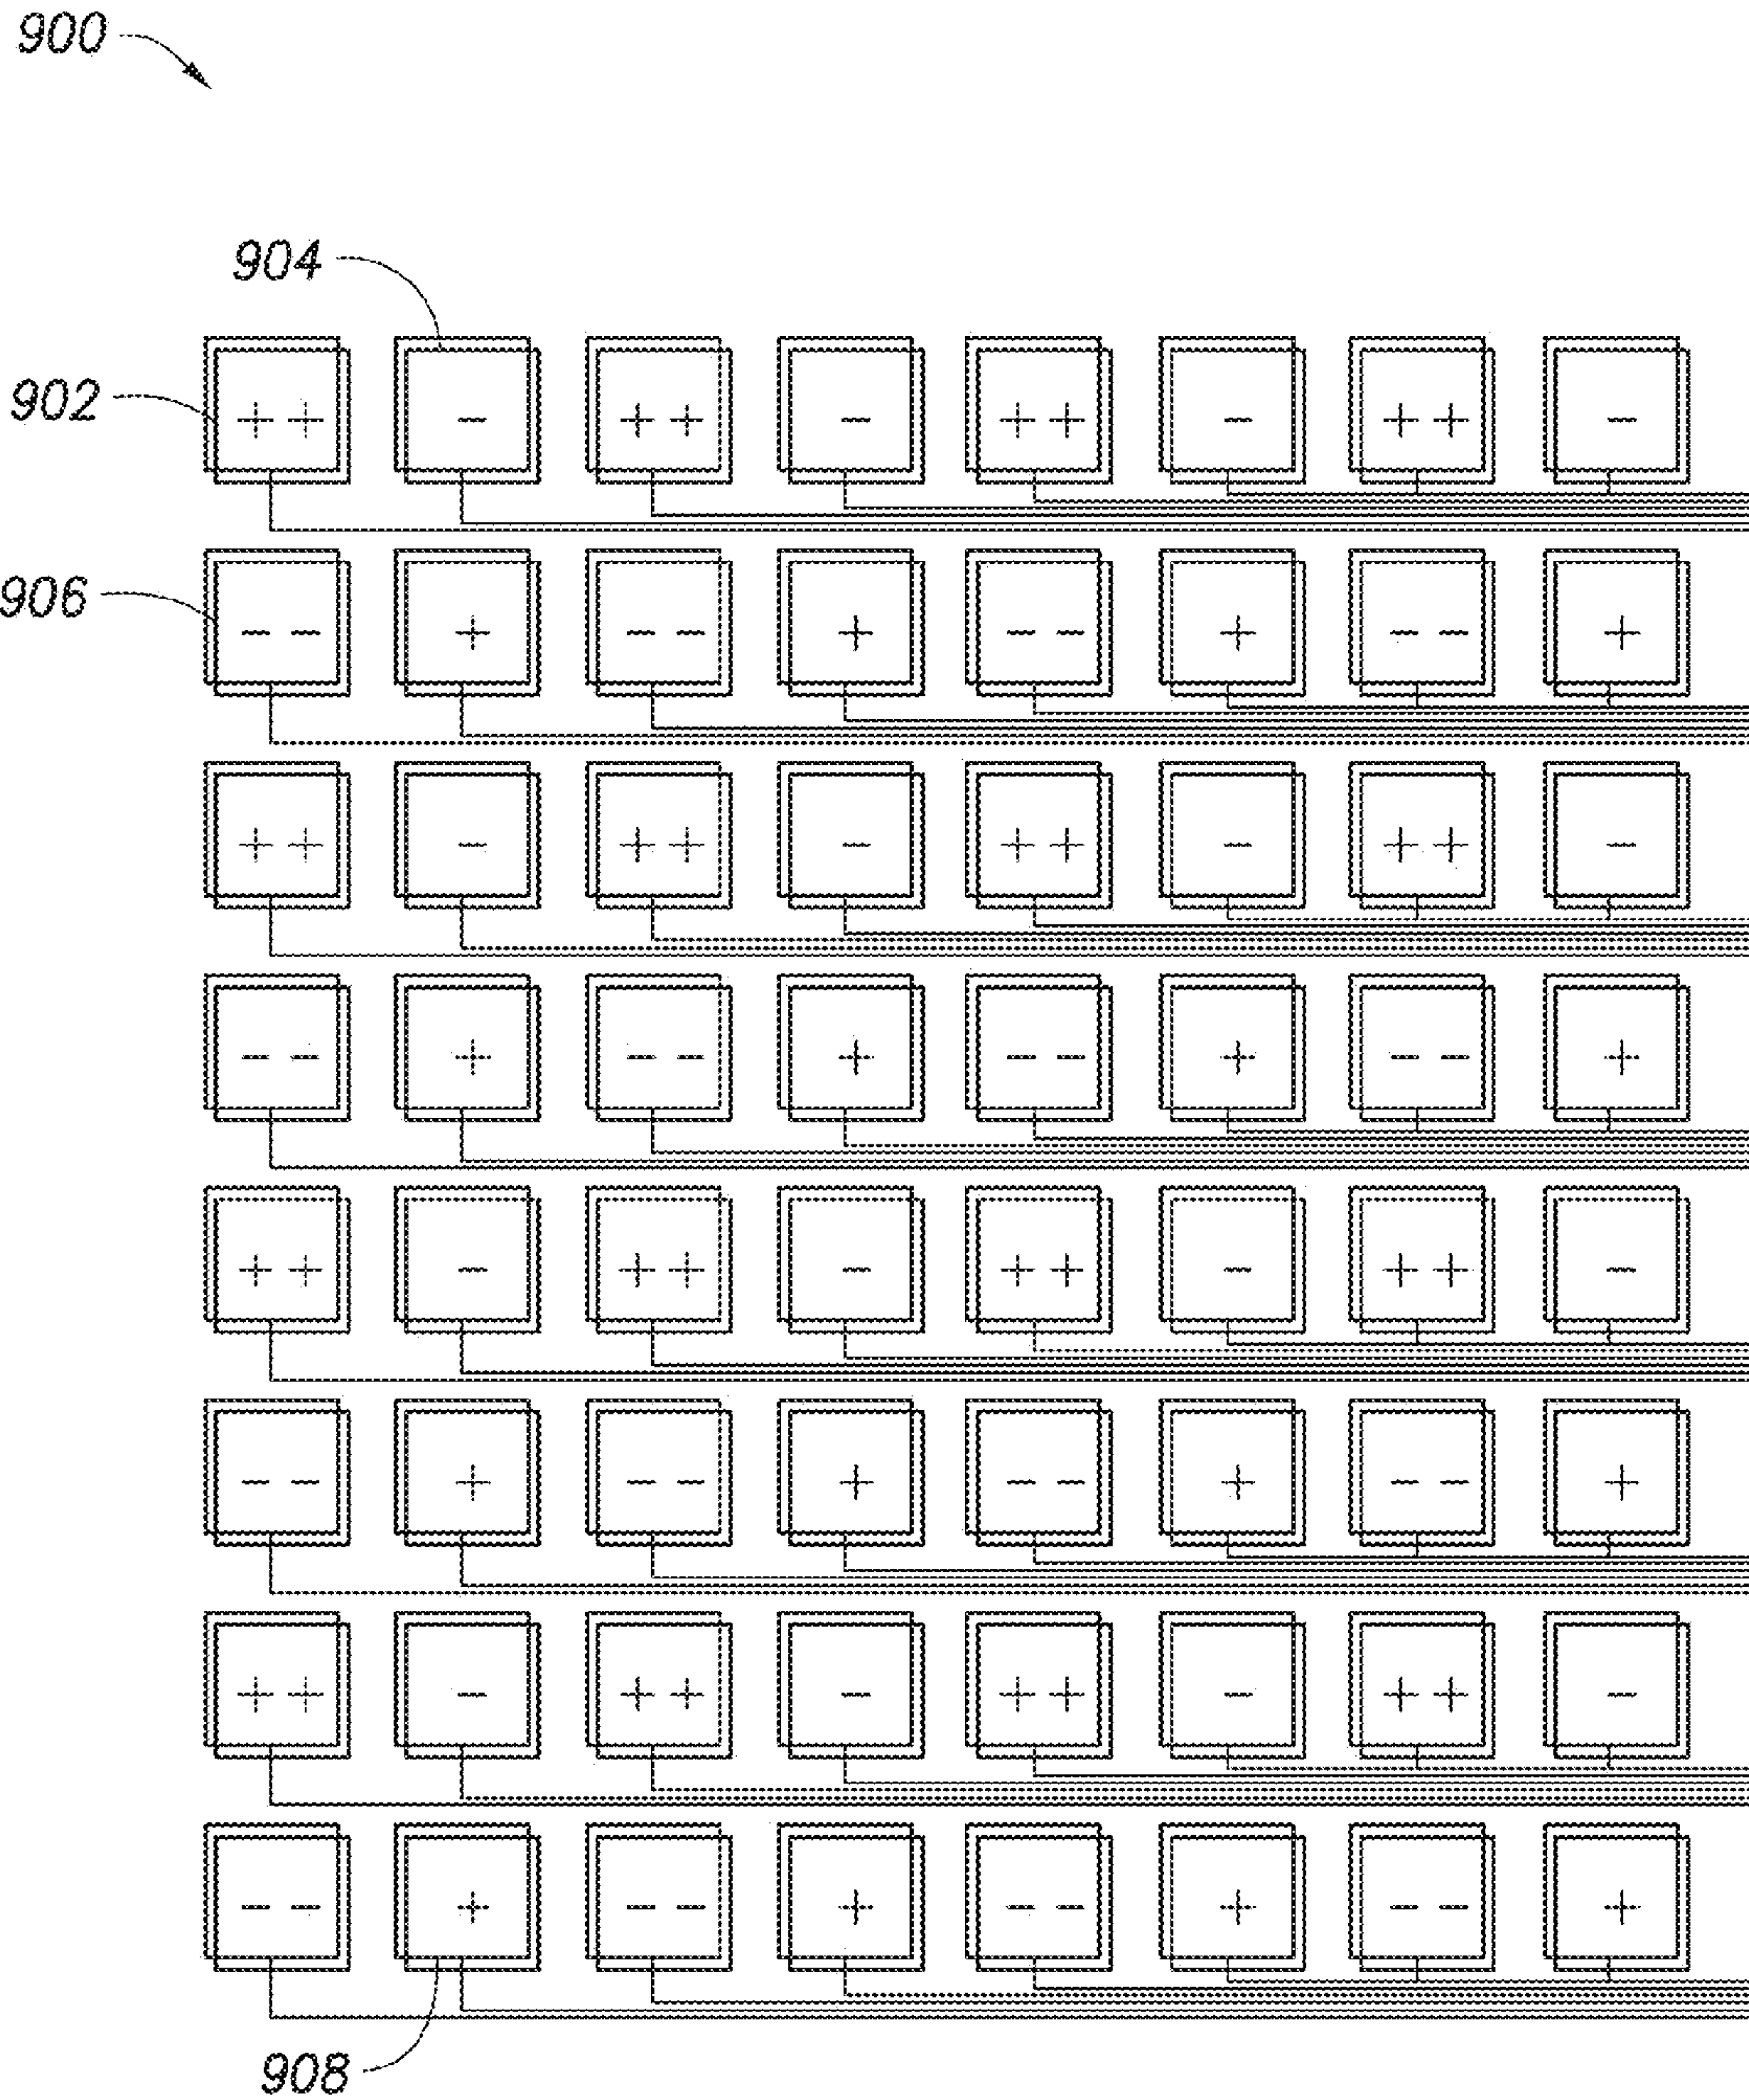 900
904
902
++ − ++ − ++ − ++ −
906
−− + −− + −− + −− +
++ − ++ − ++ − ++ −
−− + −− + −− + −− +
++ − ++ − ++ − ++ −
−− + −− + −− + −− +
++ − ++ − ++ − ++ −
−− + −− + −− + −− +
908